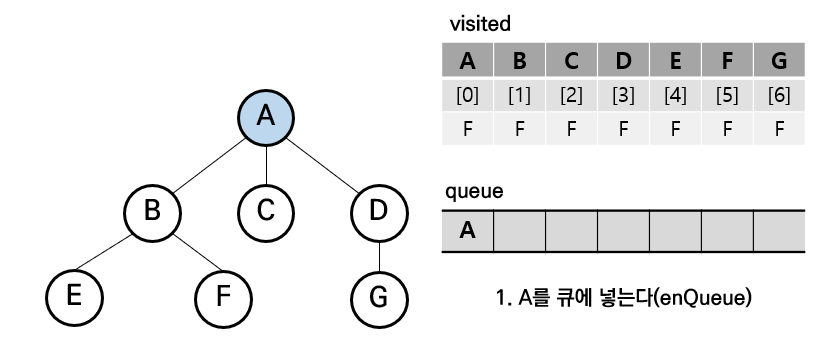 visited
A B C D E F G
[0] [1] [2] [3] [4] [5] [6]
F F F F F F F
A
B C D
E F G
queue
A
1. A를 큐에 넣는다(enQueue)